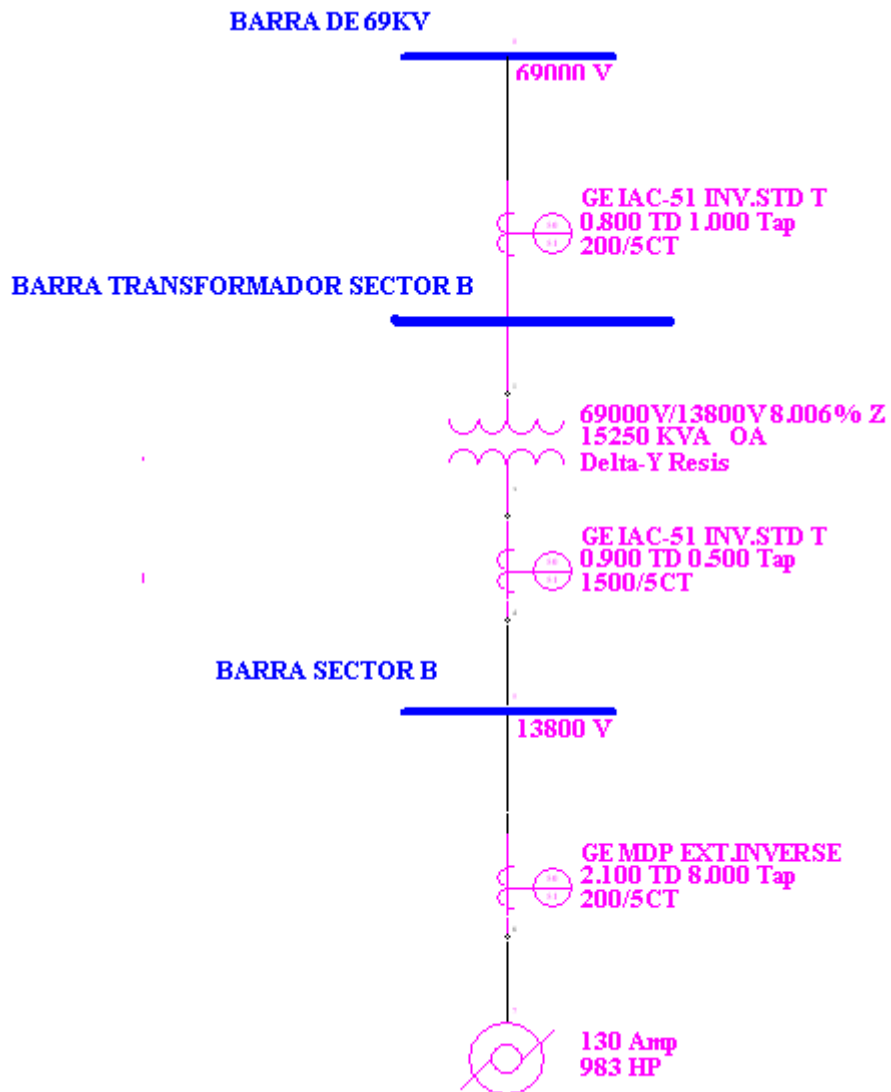 BARRA DE 69KV
69000 V
GE IAC-51 INV.STD T
0.800 TD 1.000 Tap
200/5CT
BARRA TRANSFORMADOR SECTOR B
69000V/13800V 8.006% Z
15250 KVA OA
Delta-Y Resis
GE IAC-51 INV.STD T
0.900 TD 0.500 Tap
1500/5CT
BARRA SECTOR B
13800 V
GE MDP EXT.INVERSE
2.100 TD 8.000 Tap
200/5CT
130 Amp
983 HP